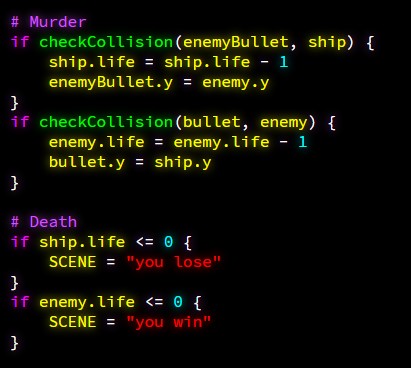 # Murder
if checkCollision(enemyBullet, ship) {
    ship.life = ship.life - 1
    enemyBullet.y = enemy.y
}
if checkCollision(bullet, enemy) {
    enemy.life = enemy.life - 1
    bullet.y = ship.y
}

# Death
if ship.life <= 0 {
    SCENE = "you lose"
}
if enemy.life <= 0 {
    SCENE = "you win"
}